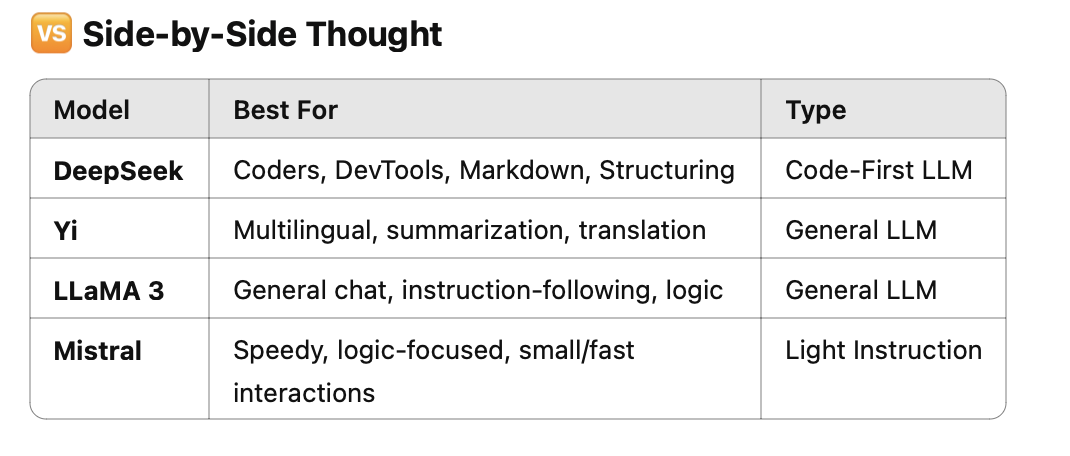 🆚 Side-by-Side Thought
Model Best For Type
DeepSeek Coders, DevTools, Markdown, Structuring Code-First LLM
Yi Multilingual, summarization, translation General LLM
LLaMA 3 General chat, instruction-following, logic General LLM
Mistral Speedy, logic-focused, small/fast Light Instruction
interactions